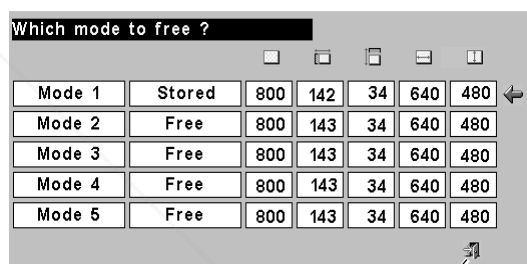 Which mode to free ?
Mode 1 Stored 800 142 34 640 480
Mode 2 Free 800 143 34 640 480
Mode 3 Free 800 143 34 640 480
Mode 4 Free 800 143 34 640 480
Mode 5 Free 800 143 34 640 480